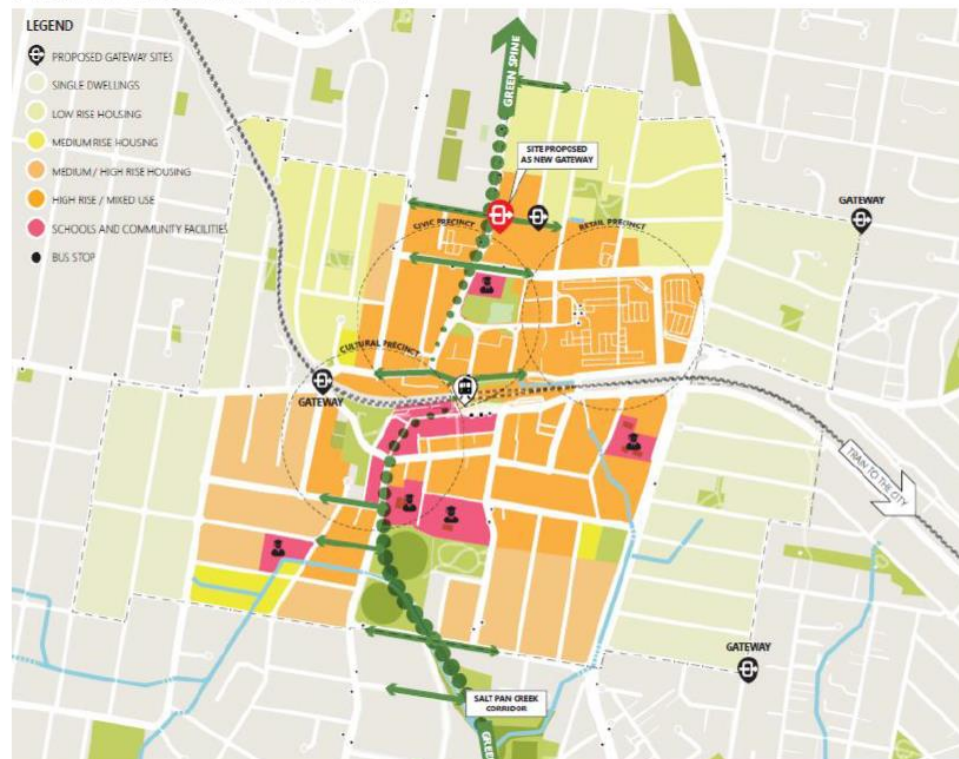 LEGEND
PROPOSED GATEWAY SITES
SINGLE DWELLINGS
LOW RISE HOUSING
MEDIUM RISE HOUSING
MEDIUM / HIGH RISE HOUSING
HIGH RISE / MIXED USE
SCHOOLS AND COMMUNITY FACILITIES
BUS STOP
GREEN SPINE
SITE PROPOSED
AS NEW GATEWAY
GATEWAY
CIVIC PRECINCT
RETAIL PRECINCT
CULTURAL PRECINCT
GATEWAY
TRAIN TO THE CITY
GATEWAY
SALT PAN CREEK
CORRIDOR